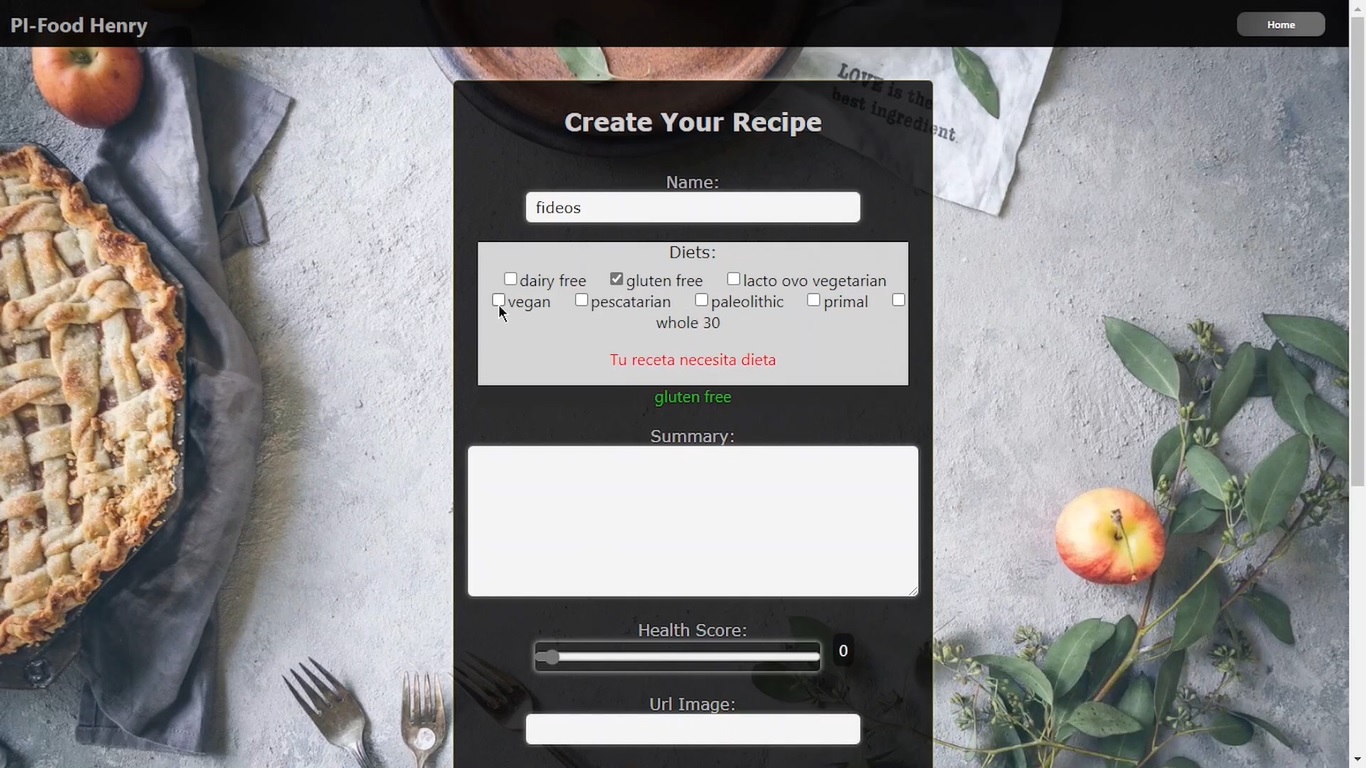 PI-Food Henry
Home
LOVE is the
best ingredient.
Create Your Recipe
Name:
fideos
Diets:
dairy free gluten free lacto ovo vegetarian
vegan pescatarian paleolithic primal
whole 30
Tu receta necesita dieta
gluten free
Summary:
Health Score:
0
Url Image: